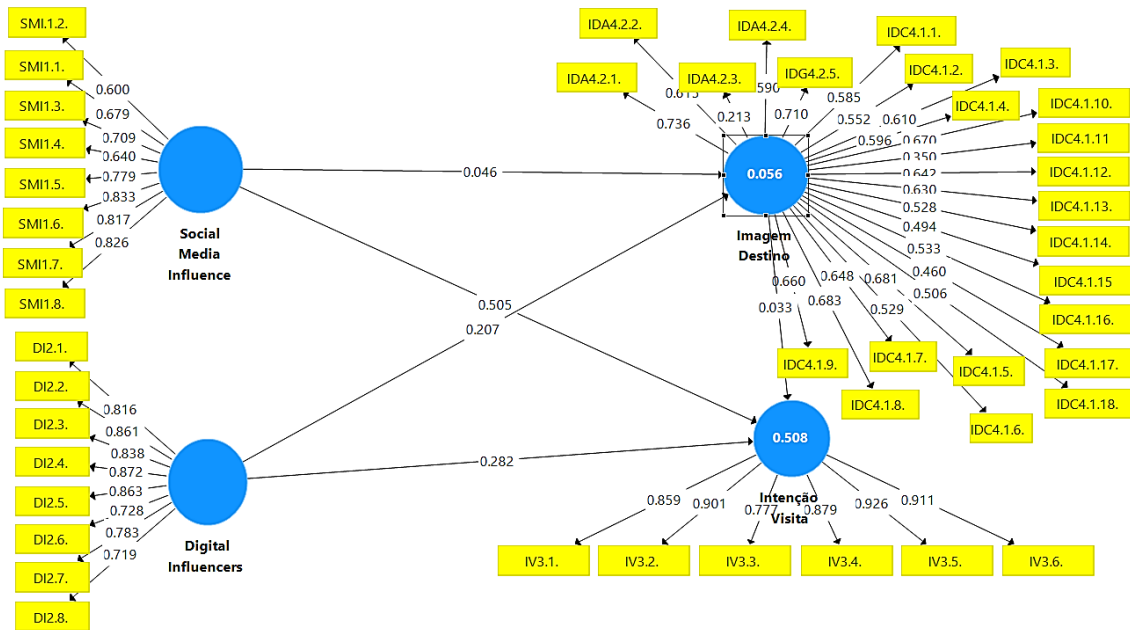 SMI.1.2.
SMI1.1.
SMI1.3.
SMI1.4.
SMI1.5.
SMI1.6.
SMI1.7.
SMI1.8.
0.600
0.679
0.709
0.640
0.779
0.833
0.817
0.826
Social
Media
Influence
DI2.1.
DI2.2.
DI2.3.
DI2.4.
DI2.5.
DI2.6.
DI2.7.
DI2.8.
0.816
0.861
0.838
0.872
0.863
0.728
0.783
0.719
Digital
Influencers
0.046
0.505
0.207
0.282
IDA4.2.2.
IDA4.2.4.
IDC4.1.1.
IDA4.2.1.
IDA4.2.3.
IDG4.2.5.
IDC4.1.2.
IDC4.1.3.
IDC4.1.4.
IDC4.1.10.
IDC4.1.11
IDC4.1.12.
IDC4.1.13.
IDC4.1.14.
IDC4.1.15
IDC4.1.16.
IDC4.1.17.
IDC4.1.18.
0.736
0.213
0.710
0.585
0.552
0.610
0.596
0.670
0.350
0.642
0.630
0.528
0.494
0.533
0.460
0.506
0.056
Imagem
Destino
0.660
0.033
0.648
0.683
0.681
0.529
IDC4.1.9.
IDC4.1.7.
IDC4.1.5.
IDC4.1.8.
IDC4.1.6.
0.508
Intenção
Visita
0.859
0.901
0.777
0.879
0.926
0.911
IV3.1.
IV3.2.
IV3.3.
IV3.4.
IV3.5.
IV3.6.